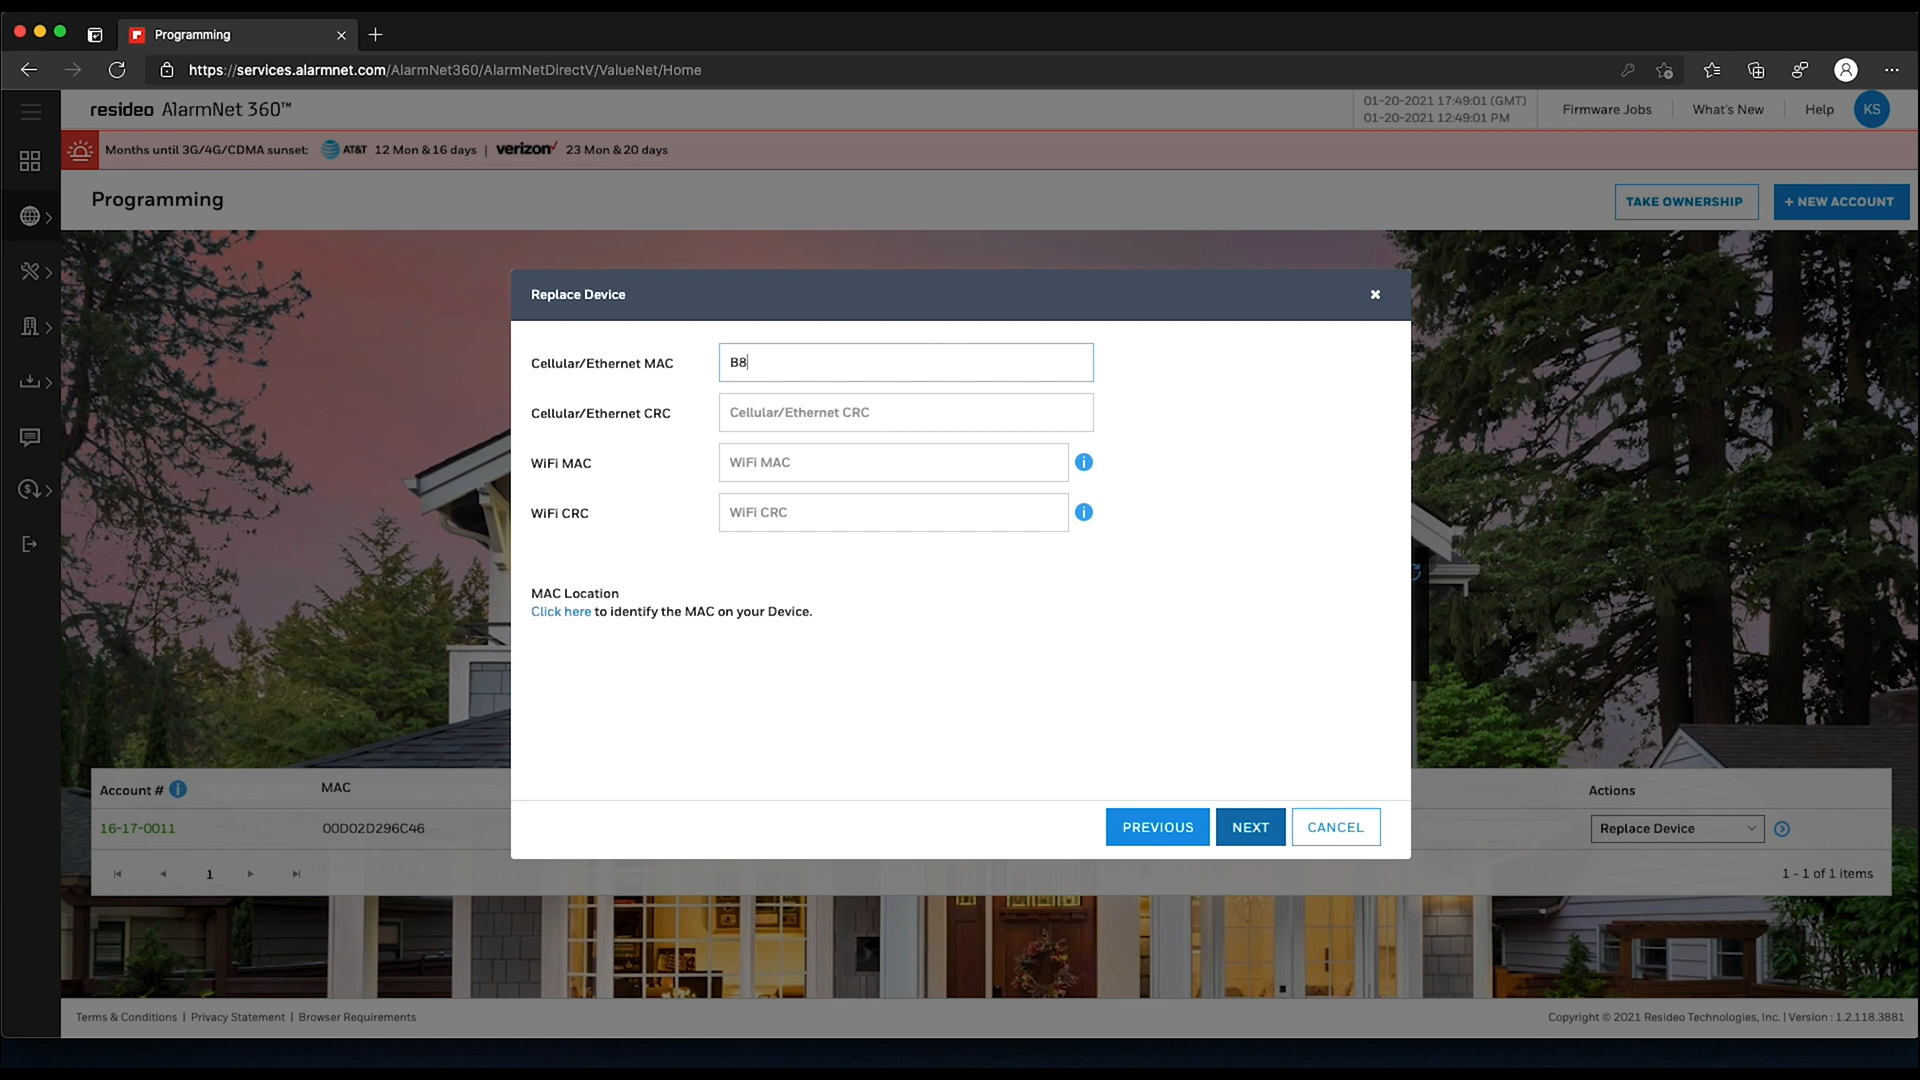 Programming
https://services.alarmnet.com/AlarmNet360/AlarmNetDirectV/ValueNet/Home
resideo AlarmNet 360™
01-20-2021 17:49:01 (GMT)
01-20-2021 12:49:01 PM
Firmware Jobs
What's New
Help
KS
Months until 3G/4G/CDMA sunset: AT&T 12 Mon & 16 days | verizon✓ 23 Mon & 20 days
Programming
TAKE OWNERSHIP
+ NEW ACCOUNT
Replace Device
Cellular/Ethernet MAC B8
Cellular/Ethernet CRC Cellular/Ethernet CRC
WiFi MAC WiFi MAC
WiFi CRC WiFi CRC
MAC Location
Click here to identify the MAC on your Device.
PREVIOUS NEXT CANCEL
Account # MAC Actions
16-17-0011 00D02D296C46 Replace Device
1 1 - 1 of 1 items
Terms & Conditions | Privacy Statement | Browser Requirements
Copyright © 2021 Resideo Technologies, Inc. | Version : 1.2.118.3881